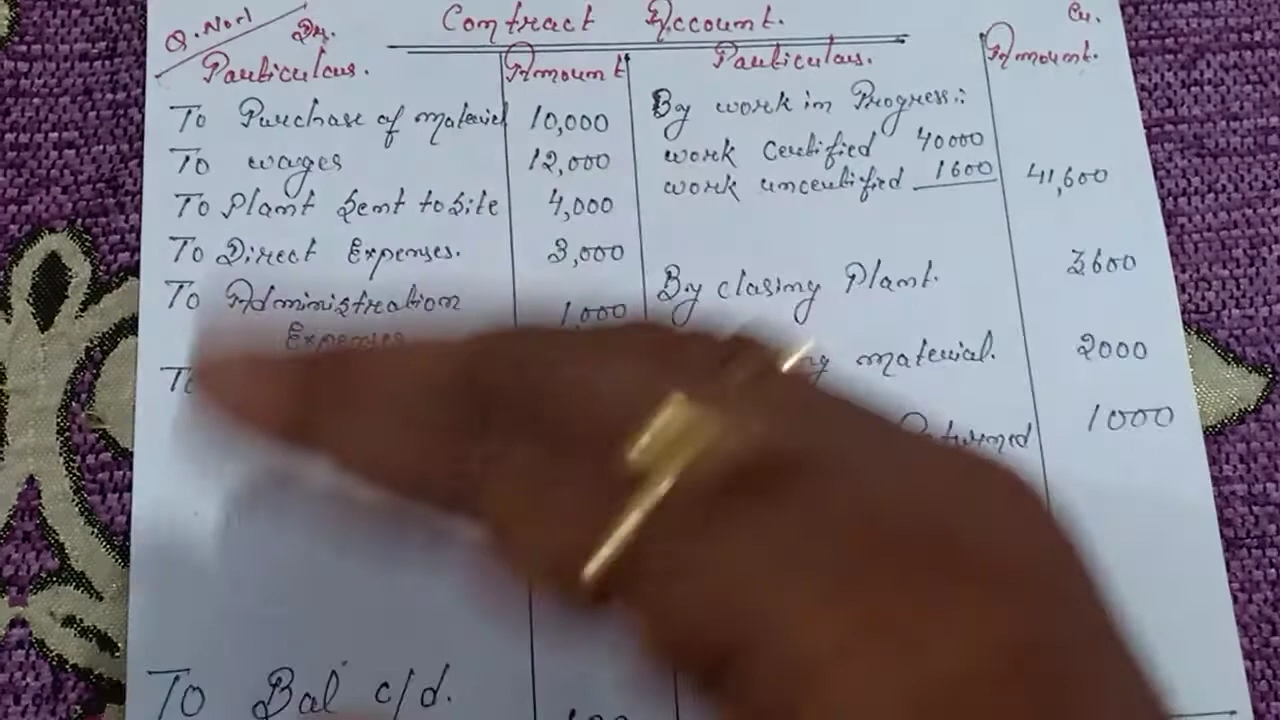 Q.No.1
Dr.
Contract Account.
Cr.
Particulars.
Amount
Particulars.
Amount.
To Purchase of material 10,000
To wages 12,000
To Plant Sent to Site 4,000
To Direct Expenses. 3,000
To Administration 1,000
Expenses
To
To Bal c/d.
By work in Progress:
work Certified 40000
work uncertified 1600 41,600
By closing Plant. 3600
material. 2000
Returned 1000